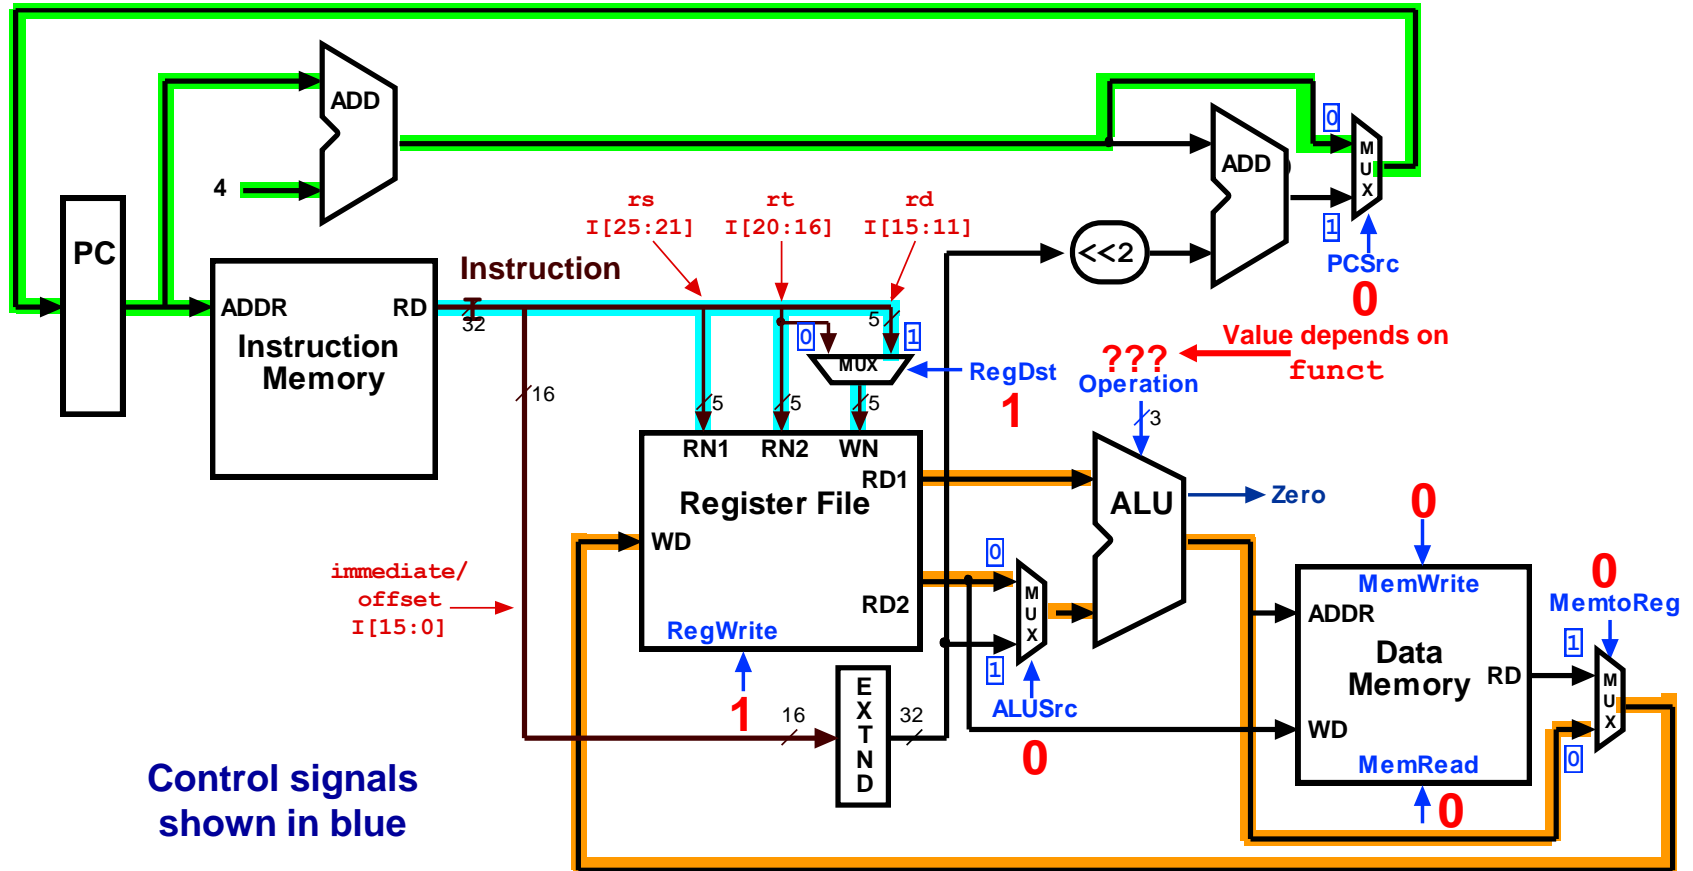 ADD
0
M
U
X
ADD
4
rs
I[25:21]
rt
I[20:16]
rd
I[15:11]
1
PC
<<2
PCSrc
0
Instruction
ADDR
RD
32
5
0
1
Value depends on
funct
???
Operation
Instruction
Memory
MUX
RegDst
1
16
5
5
5
3
RN1
RN2
WN
RD1
Register File
ALU
Zero
0
WD
0
M
U
X
MemWrite
0
MemtoReg
immediate/
offset
I[15:0]
RD2
ADDR
RegWrite
1
1
Data
Memory
RD
M
U
X
E
X
T
N
D
ALUSrc
0
1
16
32
WD
0
MemRead
0
Control signals
shown in blue